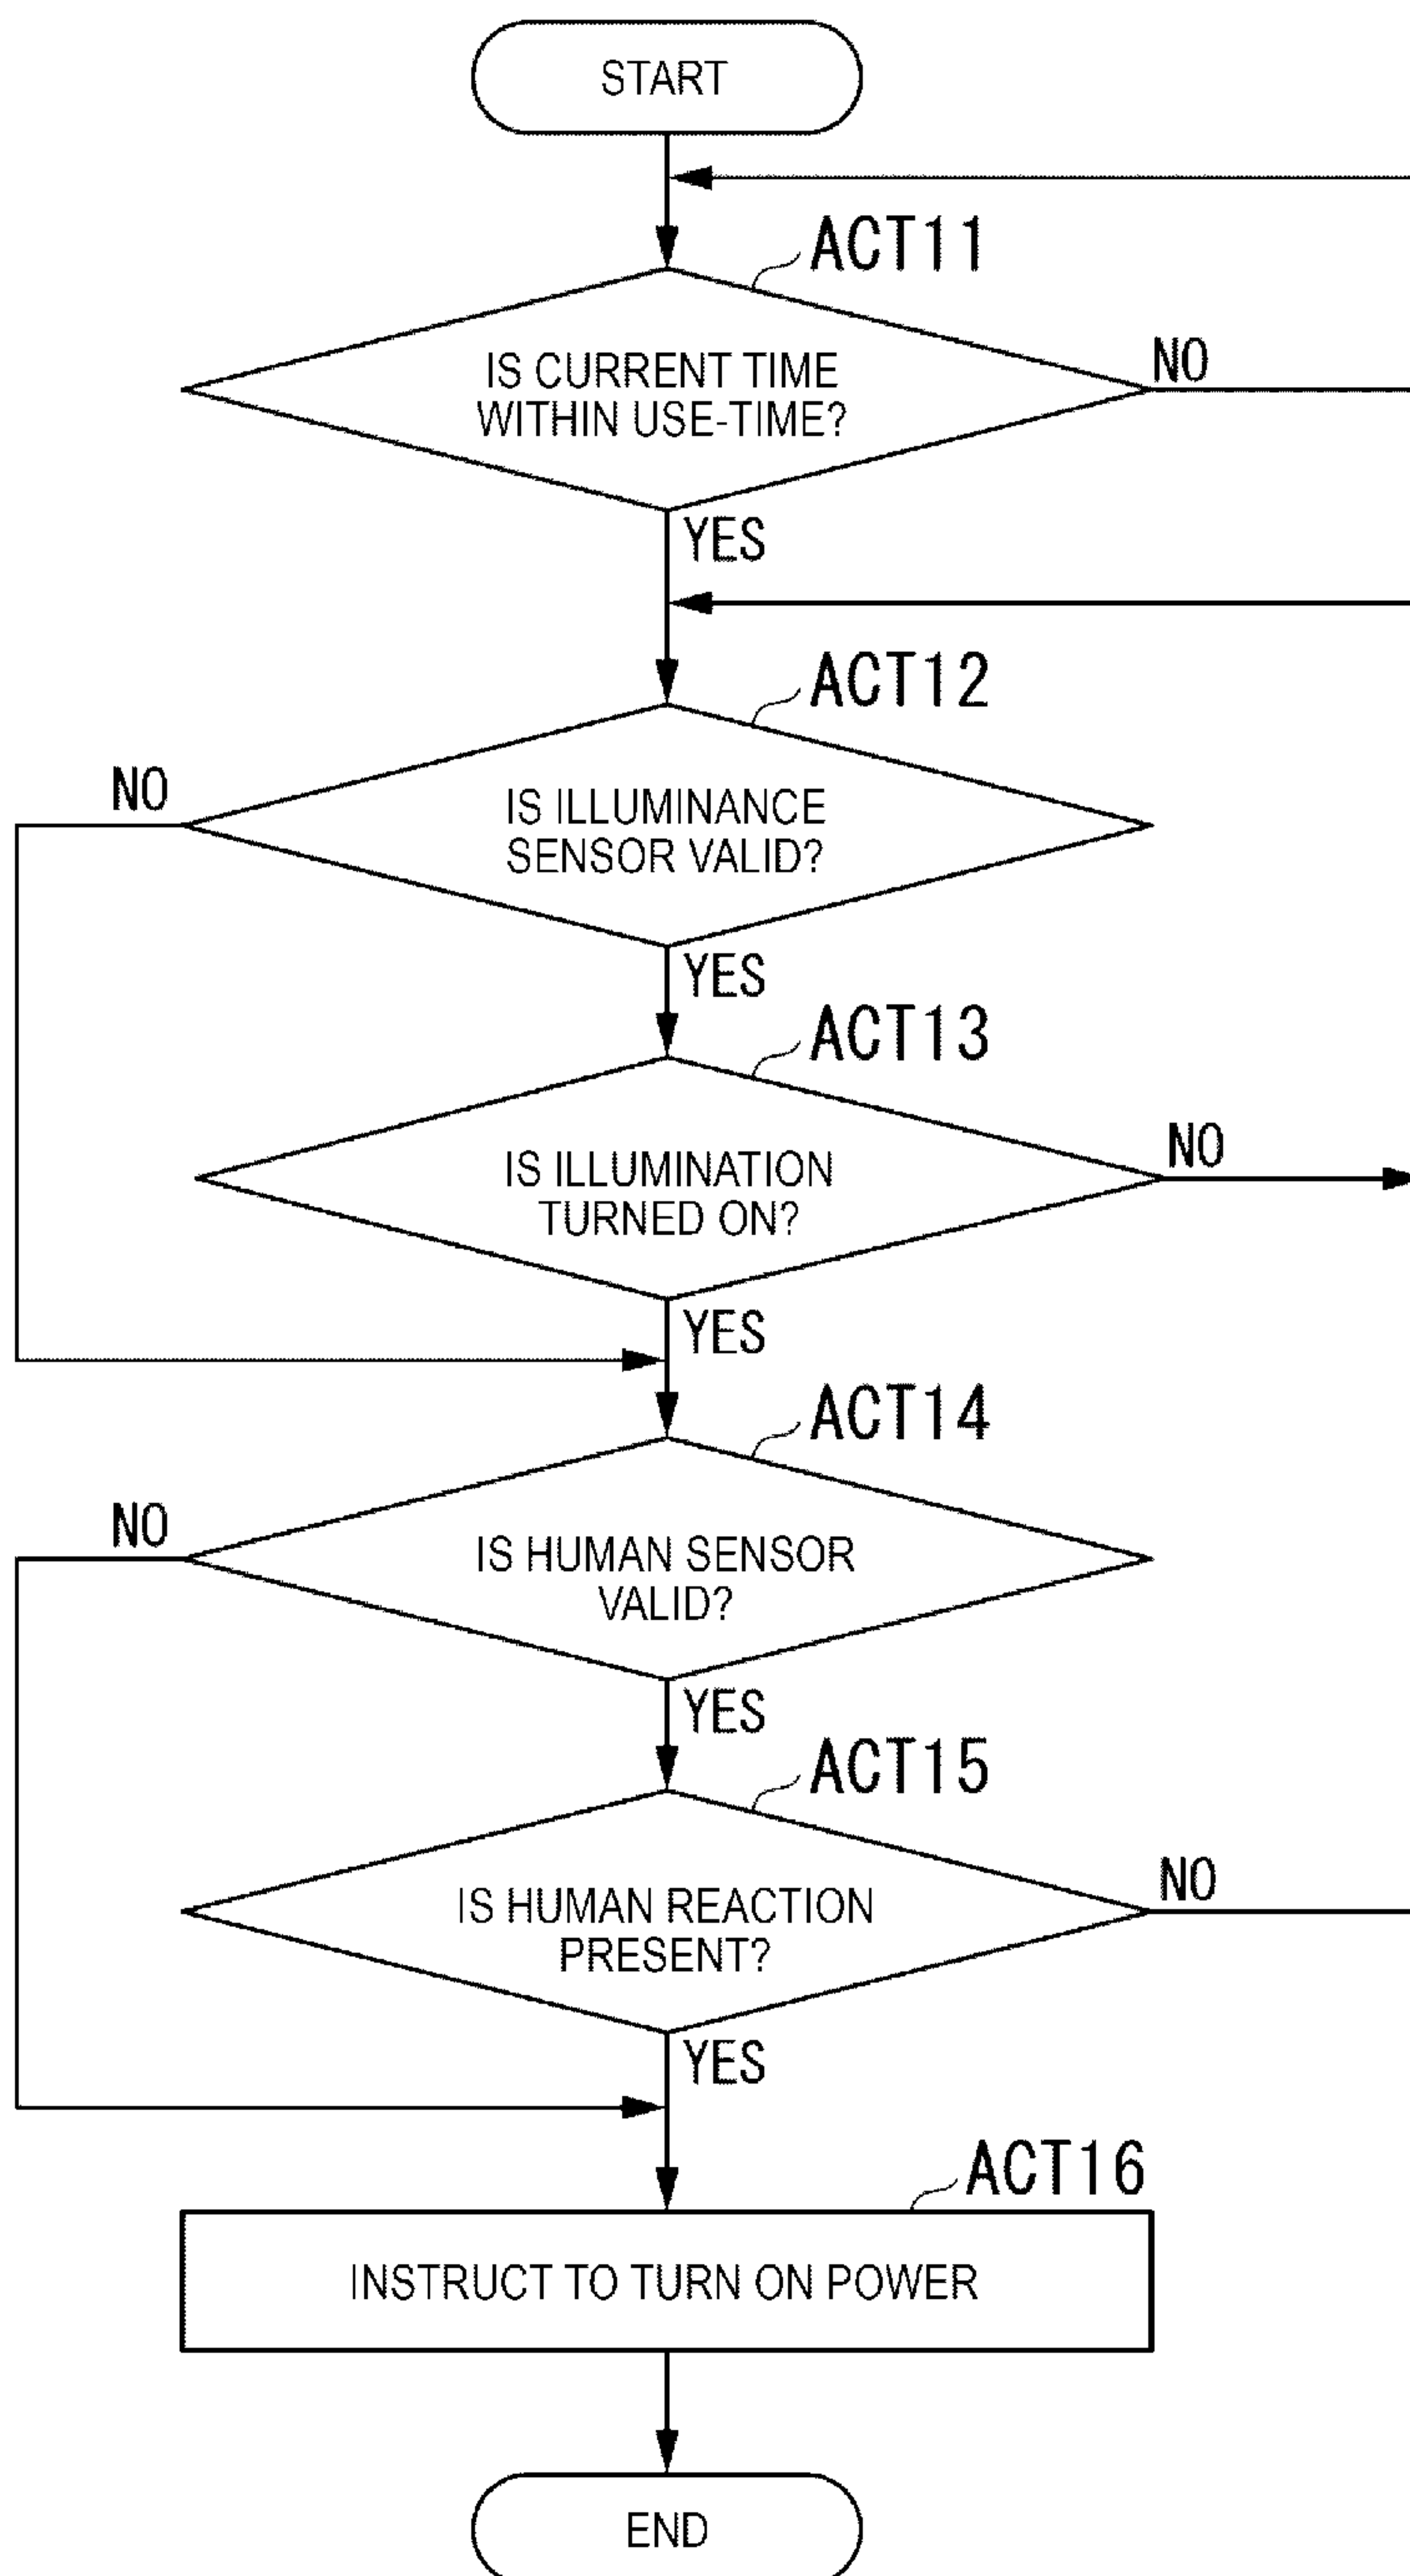 START
ACT11
IS CURRENT TIME
WITHIN USE-TIME?
NO
YES
ACT12
NO
IS ILLUMINANCE
SENSOR VALID?
YES
ACT13
IS ILLUMINATION
TURNED ON?
NO
YES
ACT14
NO
IS HUMAN SENSOR
VALID?
YES
ACT15
IS HUMAN REACTION
PRESENT?
NO
YES
ACT16
INSTRUCT TO TURN ON POWER
END